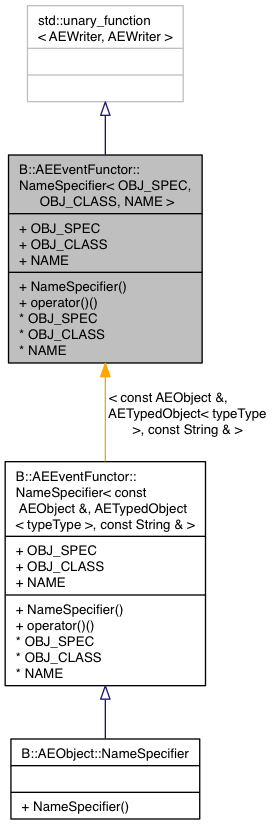 std::unary_function
< AEWriter, AEWriter >
B::AEEventFunctor::
NameSpecifier< OBJ_SPEC,
OBJ_CLASS, NAME >
+ OBJ_SPEC
+ OBJ_CLASS
+ NAME
+ NameSpecifier()
+ operator()()
* OBJ_SPEC
* OBJ_CLASS
* NAME
< const AEObject &,
AETypedObject< typeType
>, const String & >
B::AEEventFunctor::
NameSpecifier< const
AEObject &, AETypedObject
< typeType >, const String & >
+ OBJ_SPEC
+ OBJ_CLASS
+ NAME
+ NameSpecifier()
+ operator()()
* OBJ_SPEC
* OBJ_CLASS
* NAME
B::AEObject::NameSpecifier
+ NameSpecifier()